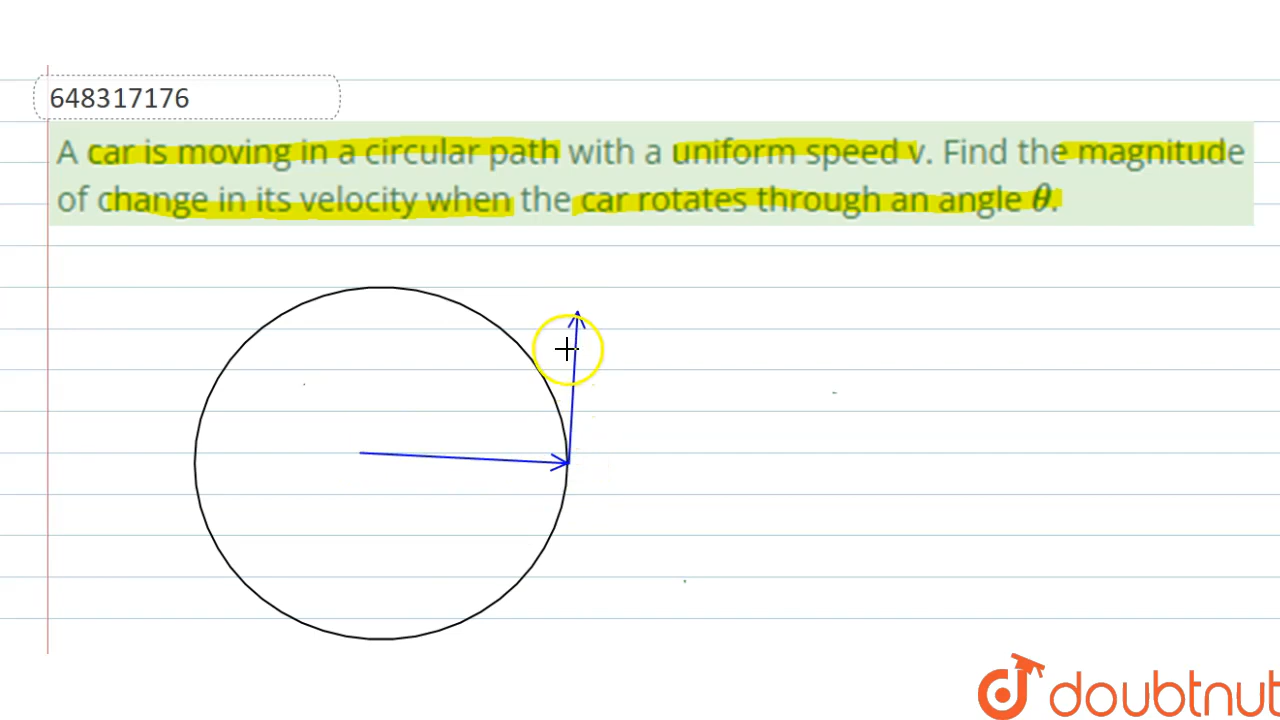 648317176
A car is moving in a circular path with a uniform speed v. Find the magnitude
of change in its velocity when the car rotates through an angle θ.
doubtnut